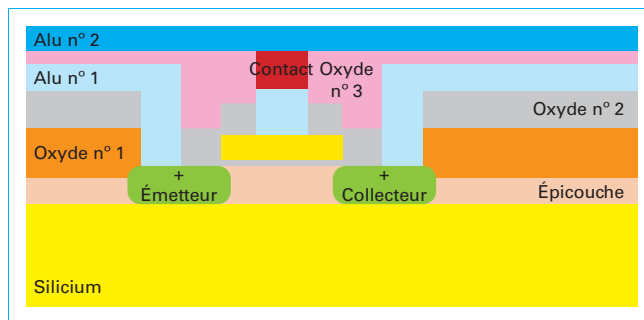 Alu n° 2
Contact Oxyde
n° 3
Alu n° 1
Oxyde n° 2
Oxyde n° 1
+
Émetteur
+
Collecteur
Épicouche
Silicium